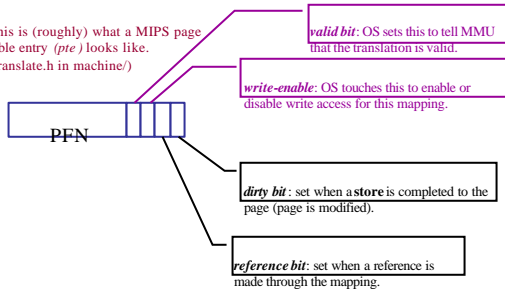 his is (roughly) what a MIPS page
ble entry (pte) looks like.
ranslate.h in machine/)
valid bit: OS sets this to tell MMU
that the translation is valid.
write-enable: OS touches this to enable or
disable write access for this mapping.
PFN
dirty bit: set when a store is completed to the
page (page is modified).
reference bit: set when a reference is
made through the mapping.